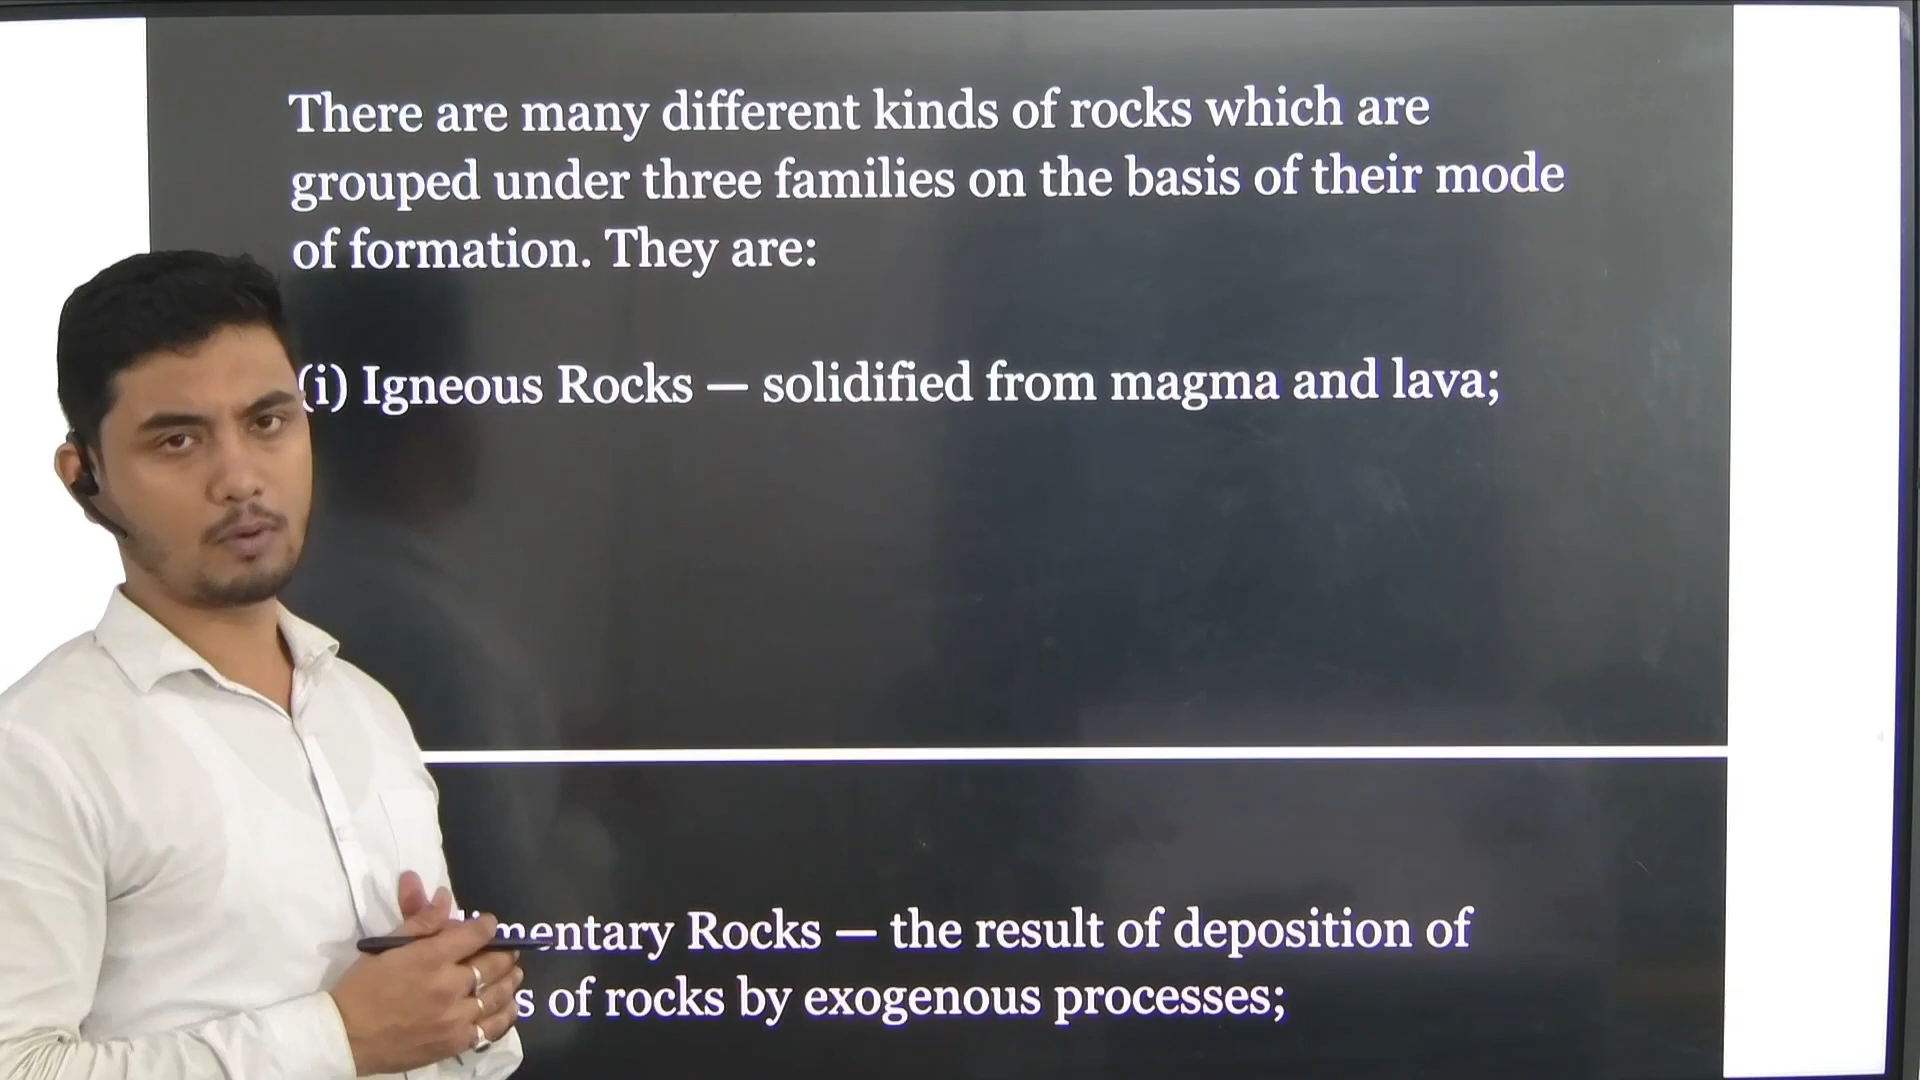 There are many different kinds of rocks which are
grouped under three families on the basis of their mode
of formation. They are:
(i) Igneous Rocks — solidified from magma and lava;
Rocks — the result of deposition of
of rocks by exogenous processes;